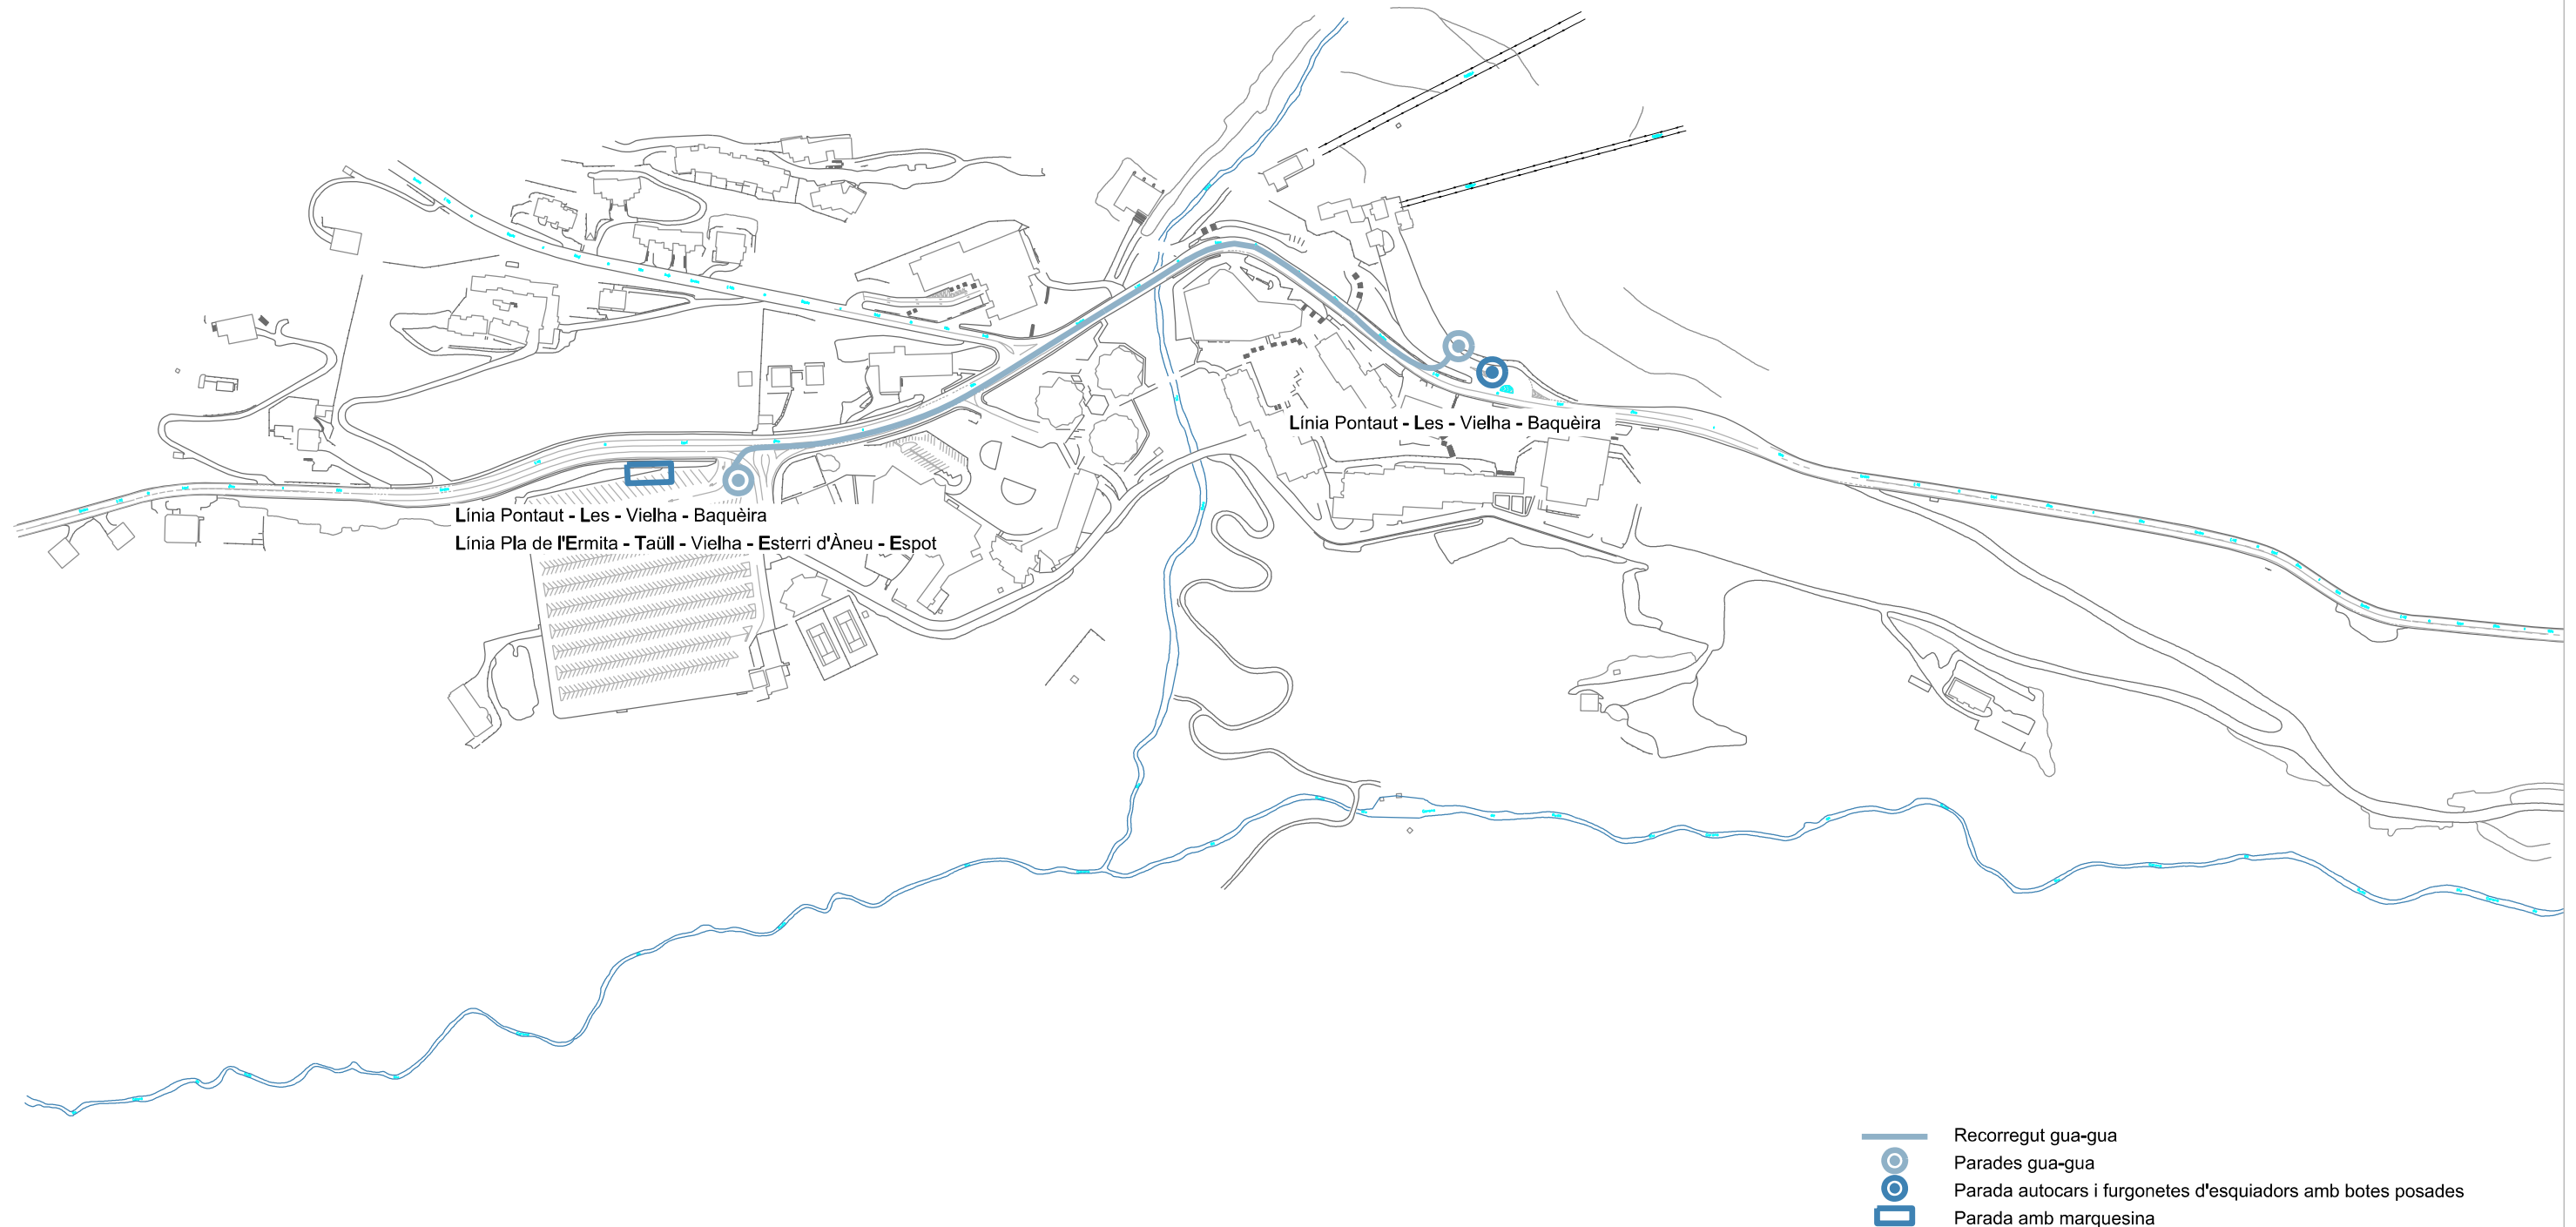 Línia Pontaut - Les - Vielha - Baquèira
Línia Pontaut - Les - Vielha - Baquèira
Línia Pla de l'Ermita - Taüll - Vielha - Esterri d'Àneu - Espot
Recorregut gua-gua
Parades gua-gua
Parada autocars i furgonetes d'esquiadors amb botes posades
Parada amb marquesina